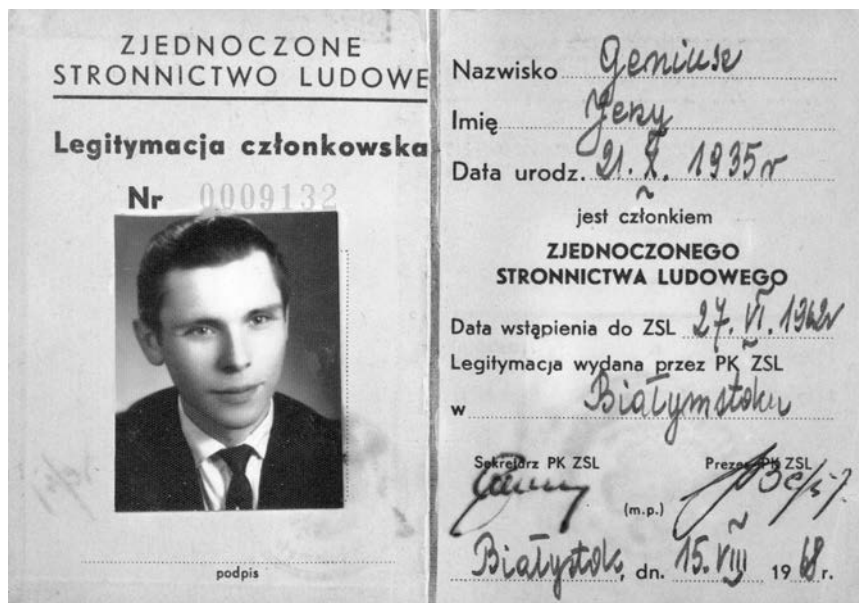 ZJEDNOCZONE
STRONNICTWO LUDOWE
Legitymacja członkowska
Nr 0009132
podpis
Nazwisko Geniusz
Imię Jerzy
Data urodz. 21. X. 1935 r
jest członkiem
ZJEDNOCZONEGO
STRONNICTWA LUDOWEGO
Data wstąpienia do ZSL 27. VI. 1962r
Legitymacja wydana przez PK ZSL
w Białymstoku
Sekretarz PK ZSL
Prezes PK ZSL
(m.p.)
Białystok, dn. 15. VIII 1968 r.